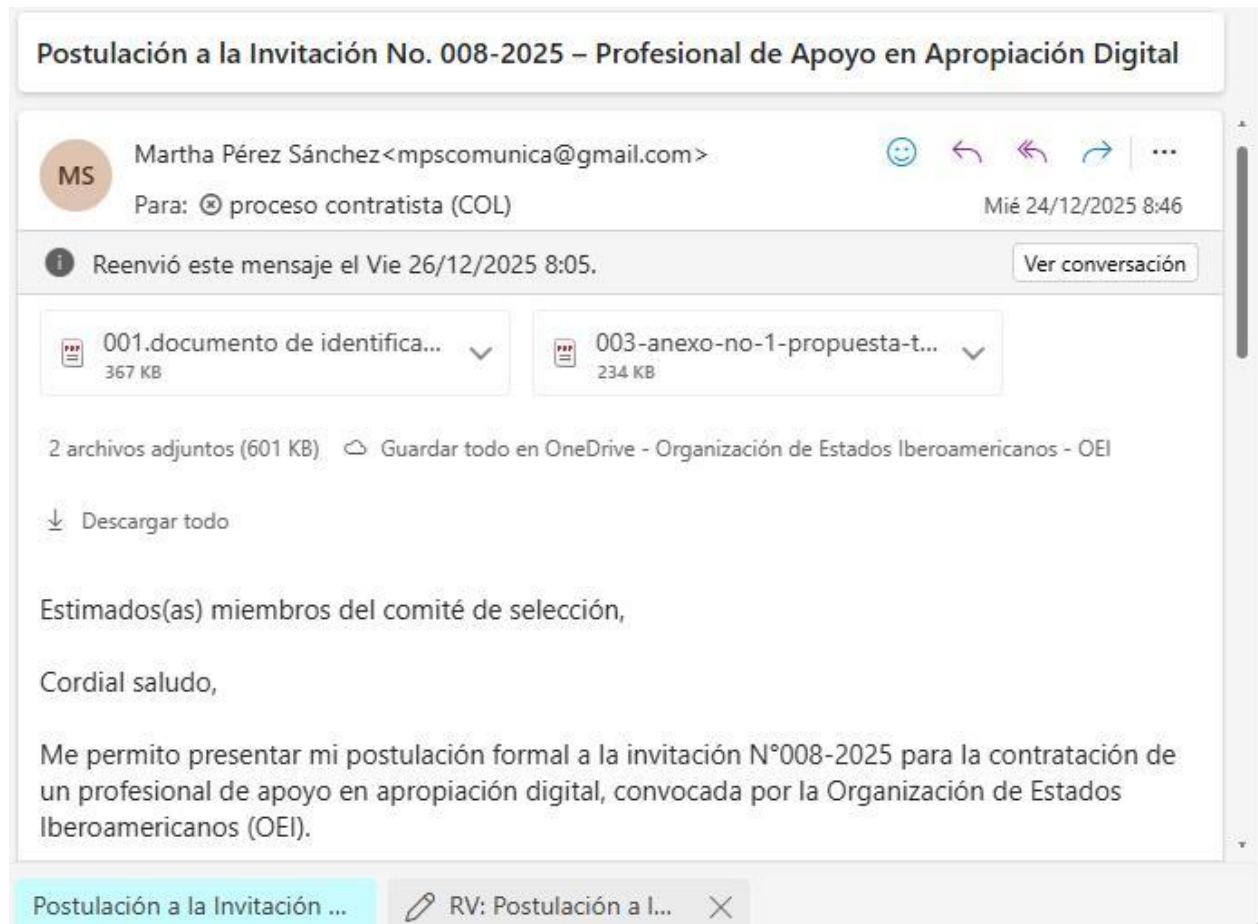 Postulación a la Invitación No. 008-2025 – Profesional de Apoyo en Apropiación Digital
MS
Martha Pérez Sánchez<mpscomunica@gmail.com>
Para: proceso contratista (COL)
Mié 24/12/2025 8:46
Reenvió este mensaje el Vie 26/12/2025 8:05.
Ver conversación
001.documento de identifica...
367 KB
003-anexo-no-1-propuesta-t...
234 KB
2 archivos adjuntos (601 KB) Guardar todo en OneDrive - Organización de Estados Iberoamericanos - OEI
Descargar todo
Estimados(as) miembros del comité de selección,
Cordial saludo,
Me permito presentar mi postulación formal a la invitación N°008-2025 para la contratación de
un profesional de apoyo en apropiación digital, convocada por la Organización de Estados
Iberoamericanos (OEI).
Postulación a la Invitación ...
RV: Postulación a l...